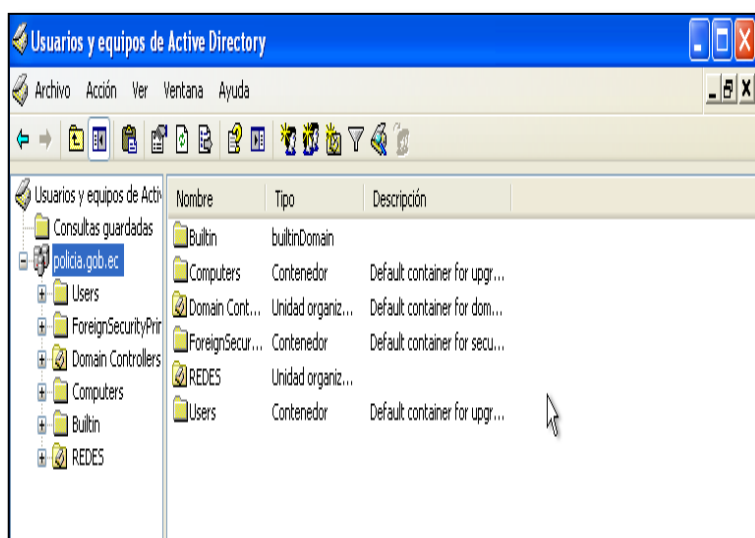 Usuarios y equipos de Active Directory
Archivo Acción Ver Ventana Ayuda
Usuarios y equipos de Activ
Consultas guardadas
policia.gob.ec
Users
ForeignSecurityPrir
Domain Controllers
Computers
Builtin
REDES
Nombre Tipo Descripción
Builtin builtinDomain
Computers Contenedor Default container for upgr...
Domain Cont... Unidad organiz... Default container for dom...
ForeignSecur... Contenedor Default container for secu...
REDES Unidad organiz...
Users Contenedor Default container for upgr...